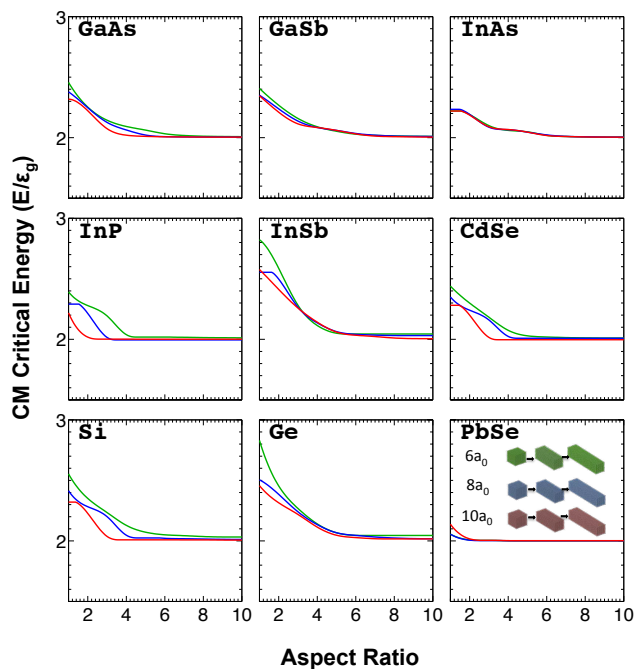 GaAs GaSb InAs
3
2
InP InSb CdSe
3
2
Si Ge PbSe
3
6a₀
8a₀
10a₀
2
2 4 6 8 10 2 4 6 8 10 2 4 6 8 10
CM Critical Energy (E/ε_g)
Aspect Ratio